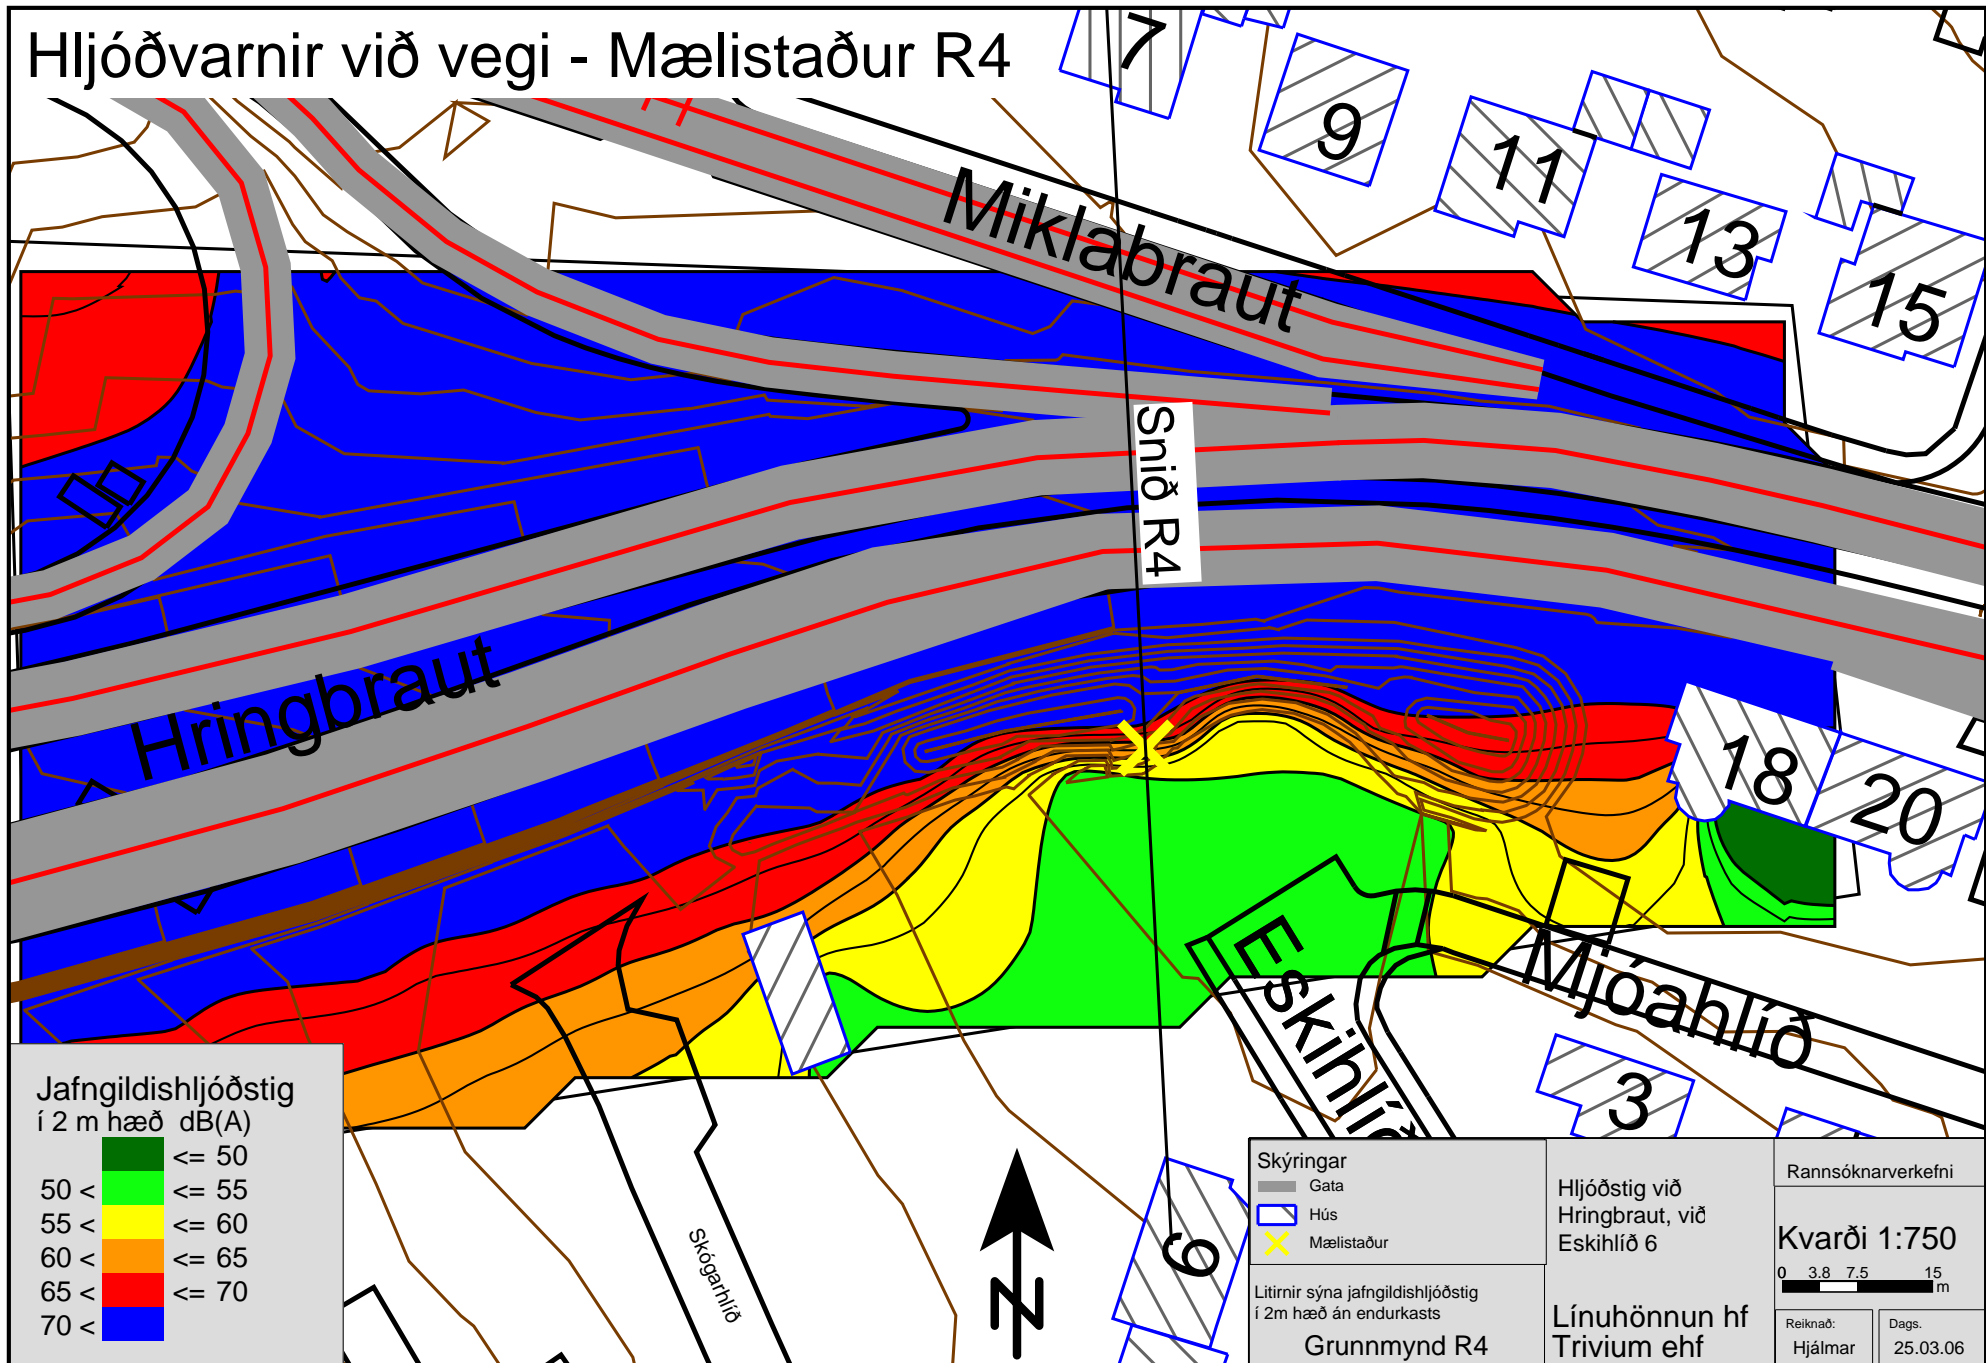 Hljóðvarnir við vegi - Mælistaður R4
7
9
11
13
15
Miklabraut
Snið R4
Hringbraut
18
20
Eskihlíð
Mjóahlíð
3
Skógarhlíð
N
Jafngildishljóðstig
í 2 m hæð dB(A)
<= 50
50 < <= 55
55 < <= 60
60 < <= 65
65 < <= 70
70 <
Skýringar
Gata
Hús
Mælistaður
Litirnir sýna jafngildishljóðstig
í 2m hæð án endurkasts
Grunnmynd R4
Hljóðstig við
Hringbraut, við
Eskihlíð 6
Línuhönnun hf
Trivium ehf
Rannsóknarverkefni
Kvarði 1:750
0 3.8 7.5 15
m
Reiknað:
Hjálmar
Dags.
25.03.06